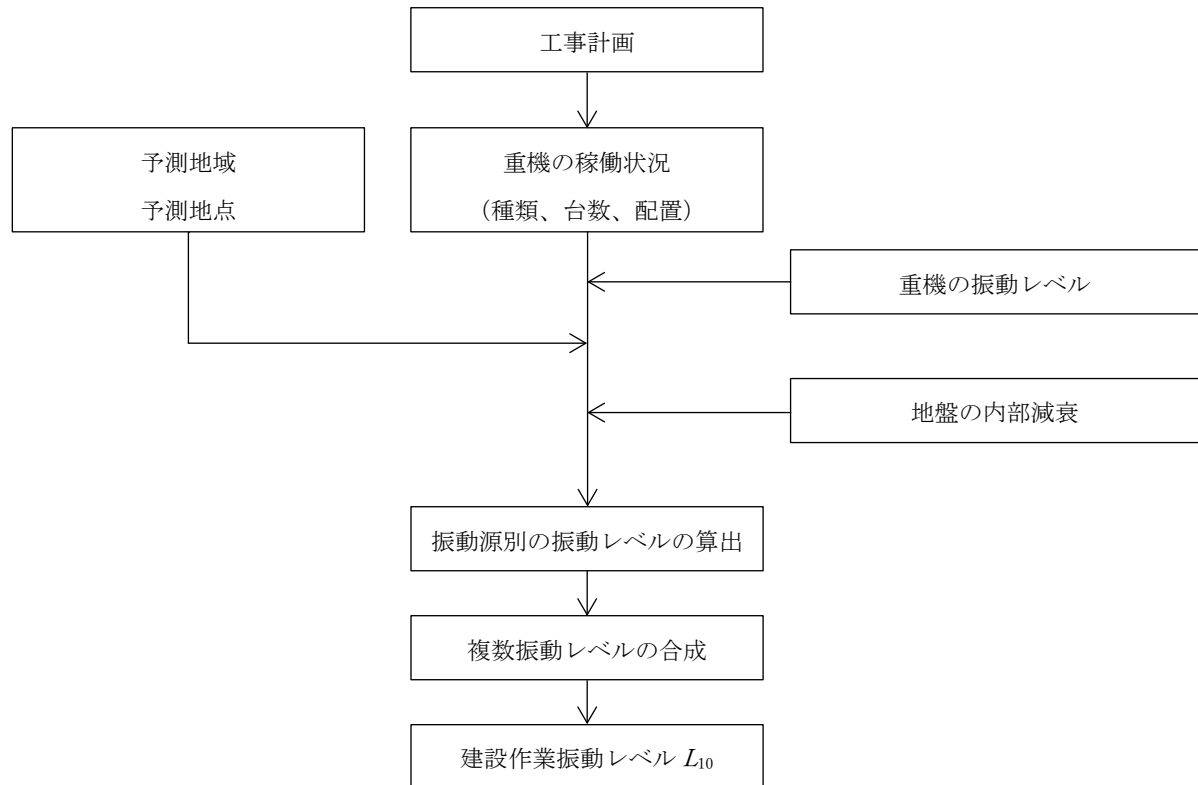 工事計画
予測地域
予測地点
重機の稼働状況
（種類、台数、配置）
重機の振動レベル
地盤の内部減衰
振動源別の振動レベルの算出
複数振動レベルの合成
建設作業振動レベル L10